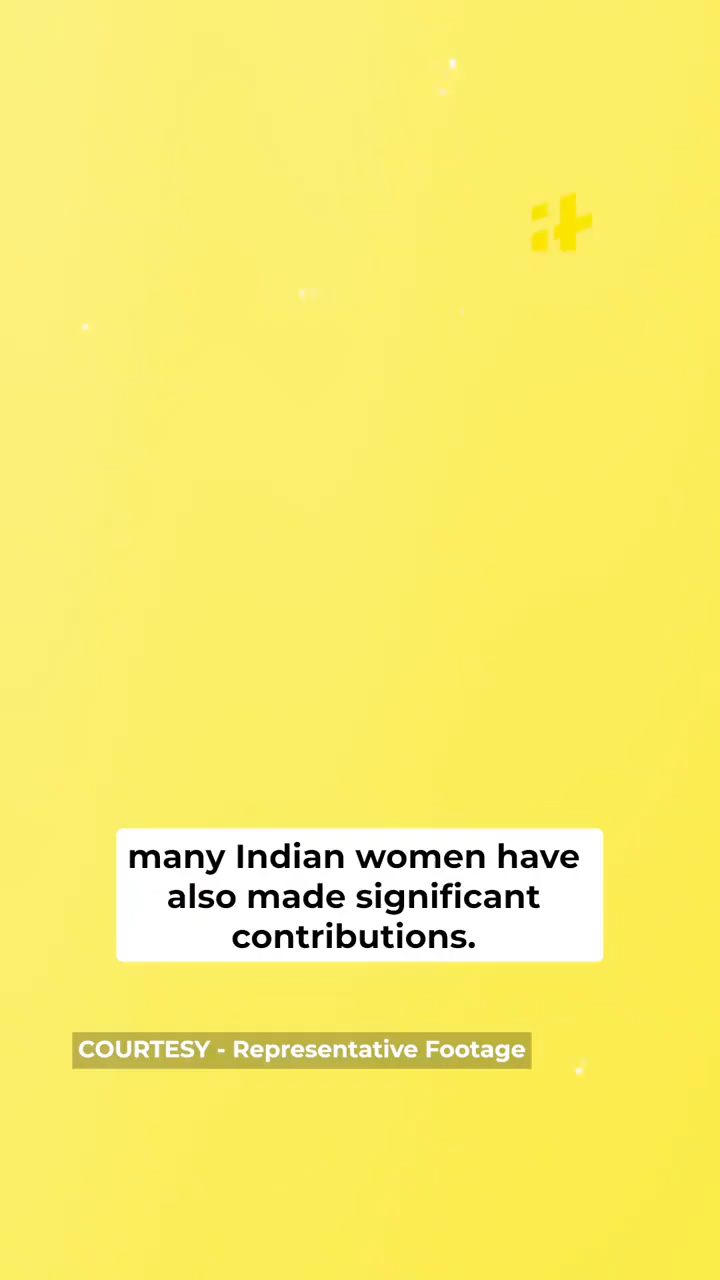 many Indian women have
also made significant
contributions.
COURTESY - Representative Footage